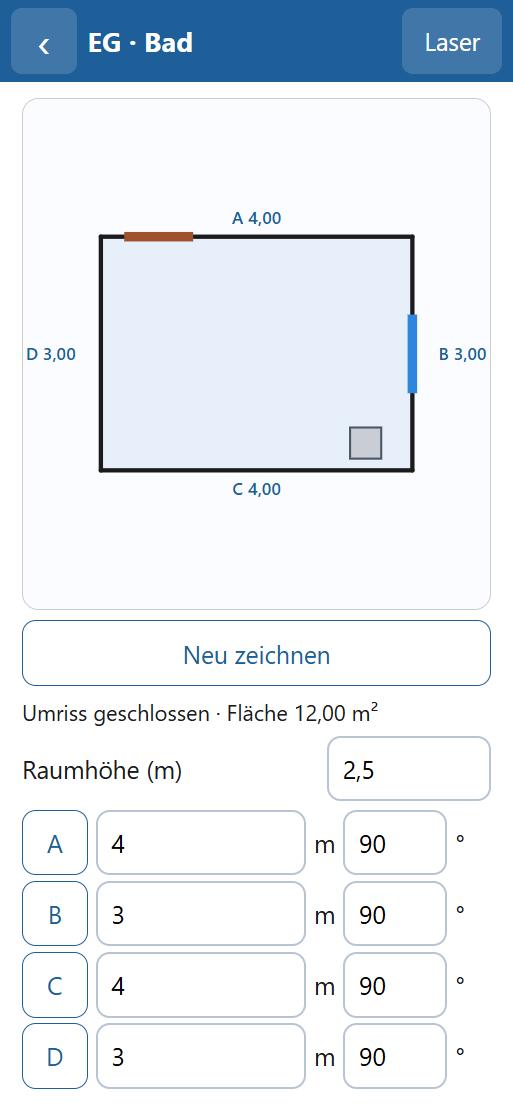 ‹ EG · Bad Laser
A 4,00
D 3,00 B 3,00
C 4,00
Neu zeichnen
Umriss geschlossen · Fläche 12,00 m²
Raumhöhe (m) 2,5
A 4 m 90 °
B 3 m 90 °
C 4 m 90 °
D 3 m 90 °